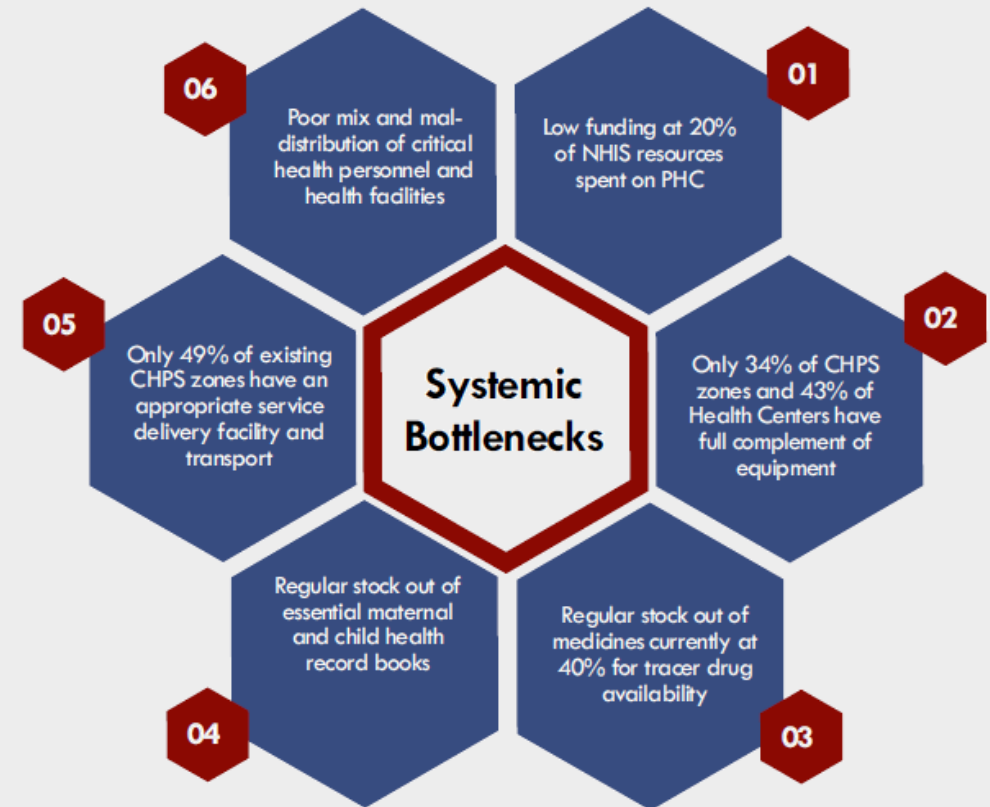 Systemic
Bottlenecks
01
Low funding at 20%
of NHIS resources
spent on PHC
02
Only 34% of CHPS
zones and 43% of
Health Centers have
full complement of
equipment
03
Regular stock out of
medicines currently at
40% for tracer drug
availability
04
Regular stock out of
essential maternal
and child health
record books
05
Only 49% of existing
CHPS zones have an
appropriate service
delivery facility and
transport
06
Poor mix and mal-
distribution of critical
health personnel and
health facilities